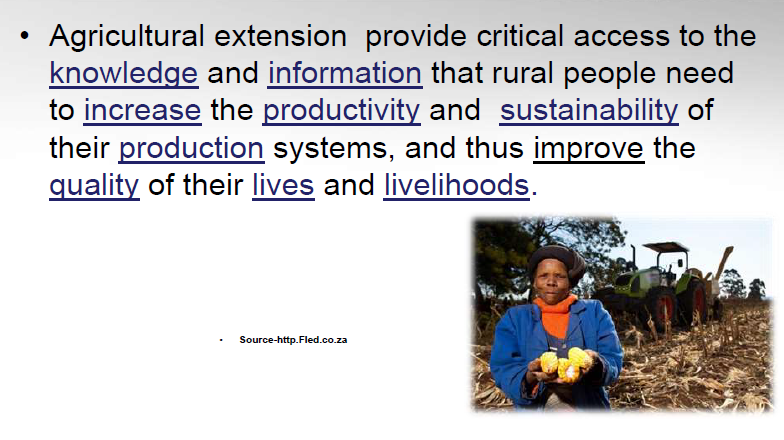 • Agricultural extension  provide critical access to the
knowledge and information that rural people need
to increase the productivity and  sustainability of
their production systems, and thus improve the
quality of their lives and livelihoods.
• Source-http.Fled.co.za